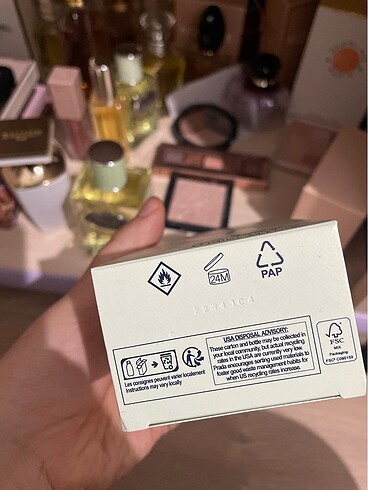 24M
PAP
22W41C4
USA DISPOSAL ADVISORY:
These carton and bottle may be collected in
your local community, but actual recycling
rates in the USA are currently very low.
Prada encourages sorting used materials to
foster good waste management habits for
when US recycling rates increase.
Les consignes peuvent varier localement
Instructions may vary locally
FSC
MIX
Packaging